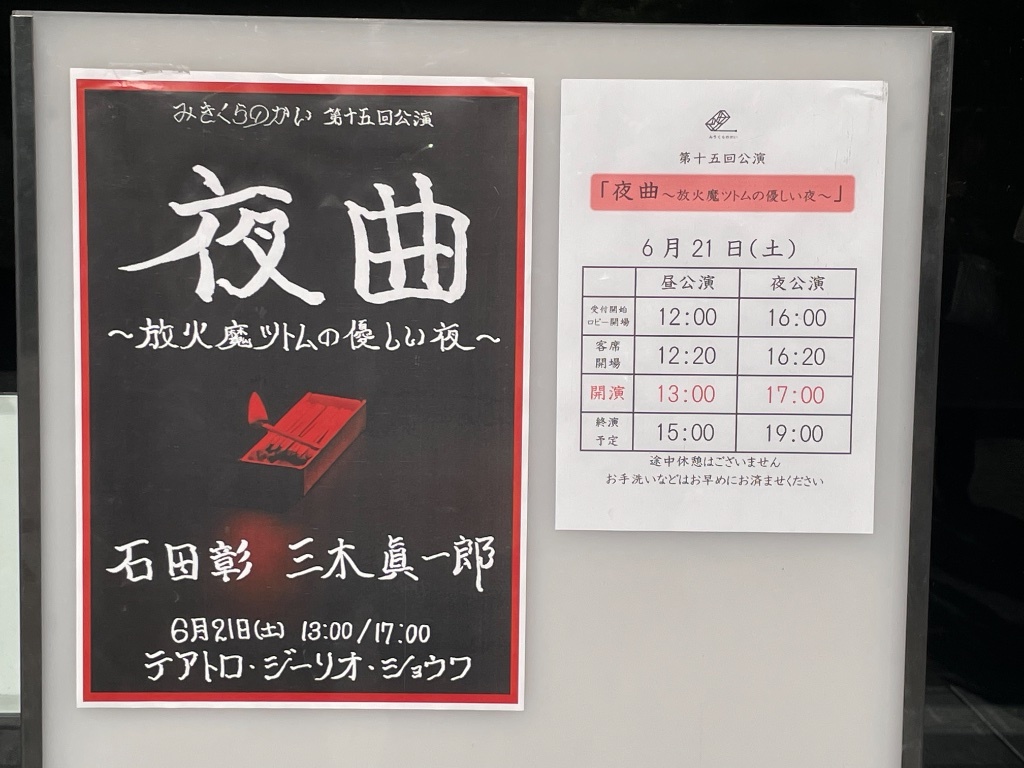 みきくらのかい 第十五回公演
夜曲
～放火魔ツトムの優しい夜～
石田彰 三木眞一郎
6月21日(土) 13:00/17:00
テアトロ・ジーリオ・ショウワ
みきくらのかい
第十五回公演
「夜曲～放火魔ツトムの優しい夜～」
6月21日(土)
昼公演 夜公演
受付開始
ロビー開場 12:00 16:00
客席
開場 12:20 16:20
開演 13:00 17:00
終演
予定 15:00 19:00
途中休憩はございません
お手洗いなどはお早めにお済ませください